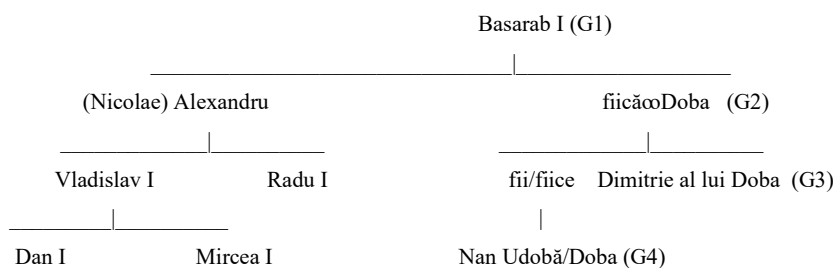 Basarab I (G1)
(Nicolae) Alexandru fiică∞Doba (G2)
Vladislav I Radu I fii/fiice Dimitrie al lui Doba (G3)
Dan I Mircea I Nan Udobă/Doba (G4)